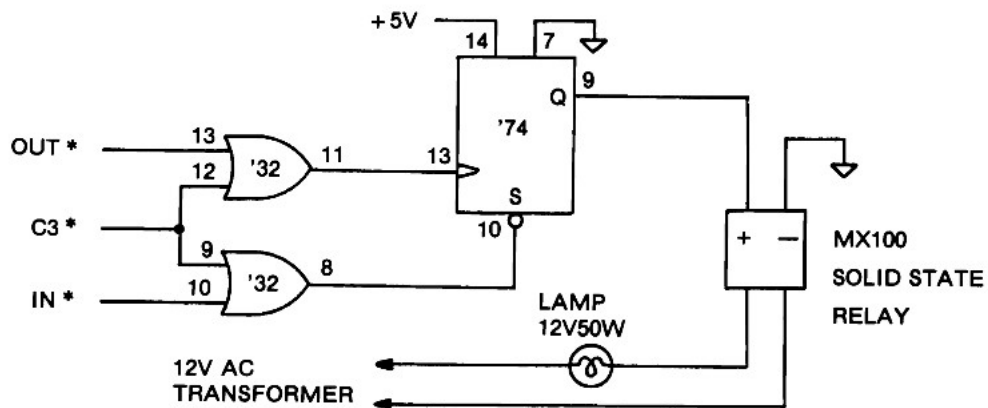 +5V
14
7
9
Q
'74
OUT *
13
'32
11
13
12
S
10
C3 *
9
'32
8
10
IN *
+
—
MX100
SOLID STATE
RELAY
LAMP
12V50W
12V AC
TRANSFORMER